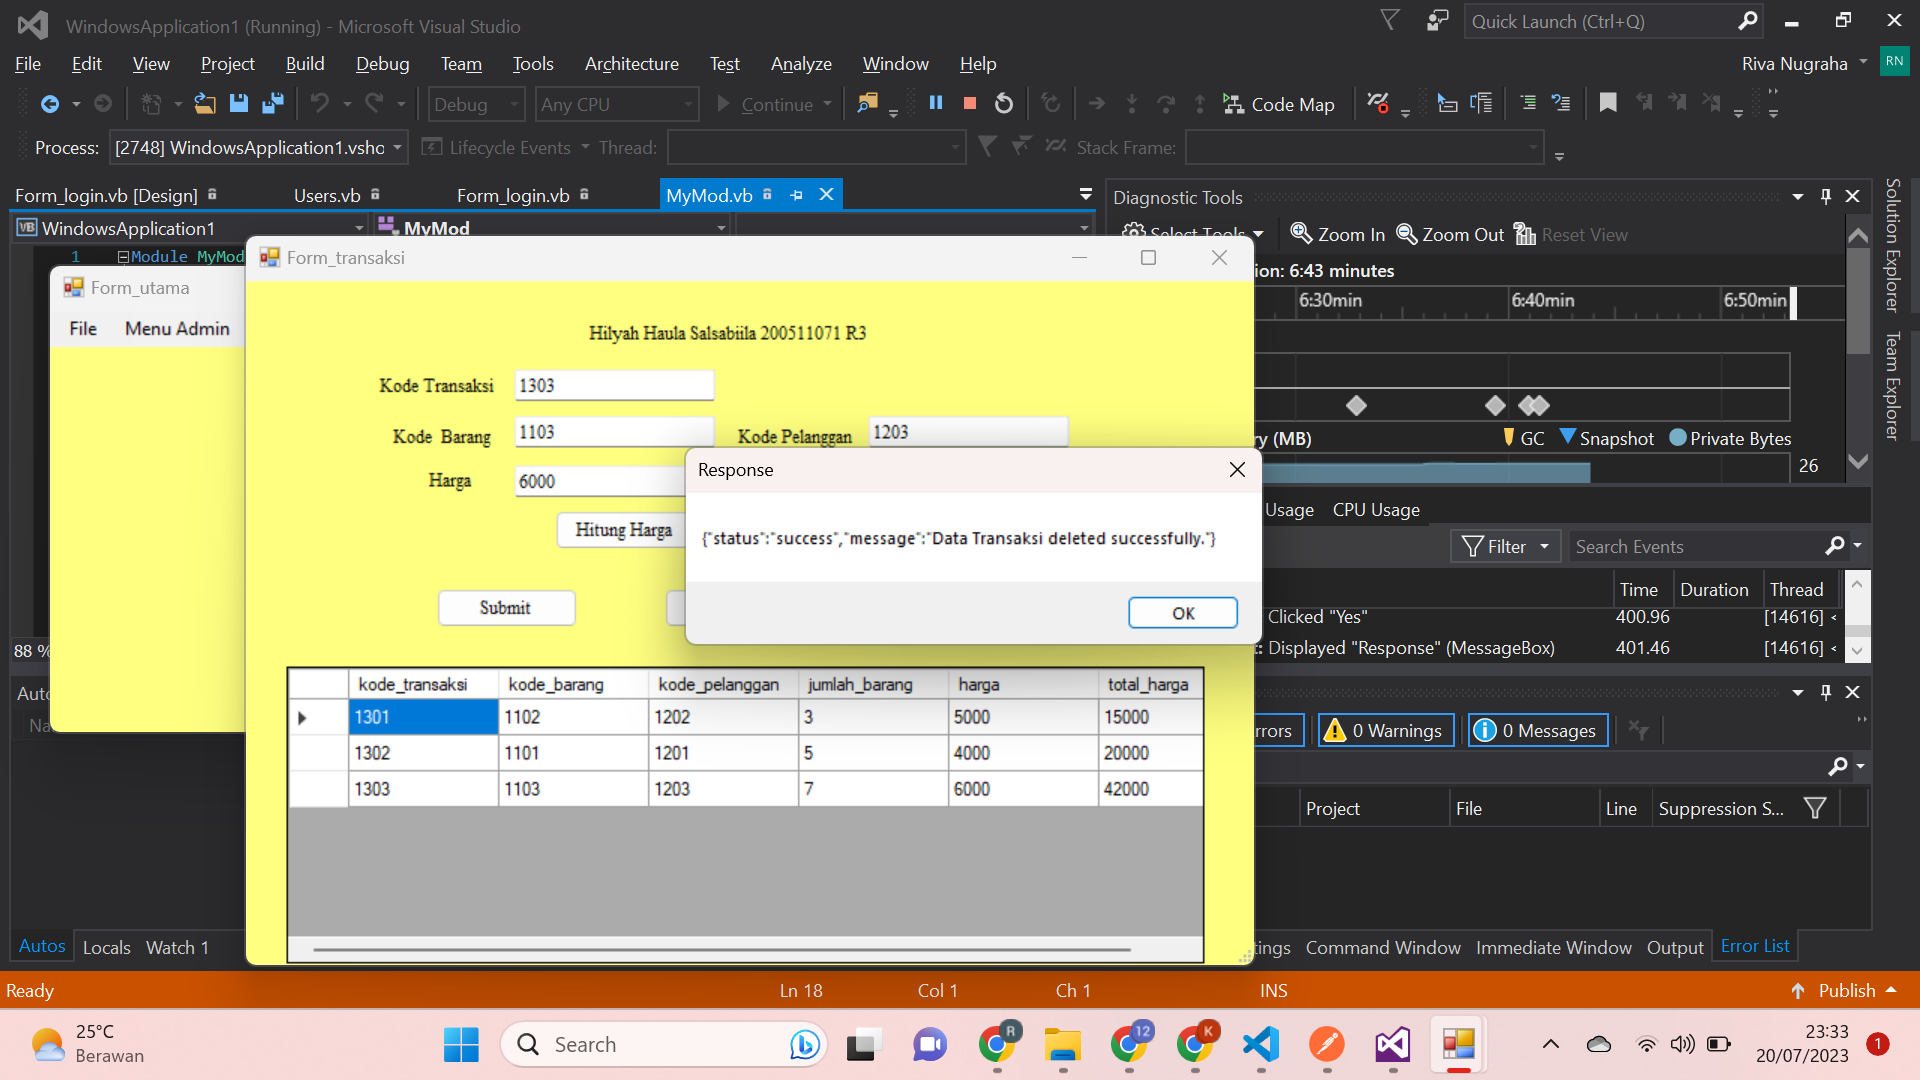 WindowsApplication1 (Running) - Microsoft Visual Studio
Quick Launch (Ctrl+Q)
File Edit View Project Build Debug Team Tools Architecture Test Analyze Window Help
Riva Nugraha
RN
Debug
Any CPU
Continue
Code Map
Process:
[2748] WindowsApplication1.vsho
Lifecycle Events
Thread:
Stack Frame:
Form_login.vb [Design]
Users.vb
Form_login.vb
MyMod.vb
VB WindowsApplication1
MyMod
1
Module MyMod
88 %
Form_utama
File Menu Admin
Form_transaksi
Hilyah Haula Salsabiila 200511071 R3
Kode Transaksi 1303
Kode Barang 1103
Kode Pelanggan 1203
Harga 6000
Hitung Harga
Submit
Response
{"status":"success","message":"Data Transaksi deleted successfully."}
OK
kode_transaksi kode_barang kode_pelanggan jumlah_barang harga total_harga
1301 1102 1202 3 5000 15000
1302 1101 1201 5 4000 20000
1303 1103 1203 7 6000 42000
Diagnostic Tools
Select Tools
Zoom In
Zoom Out
Reset View
ion: 6:43 minutes
6:30min 6:40min 6:50min
ry (MB)
GC
Snapshot
Private Bytes
26
Usage
CPU Usage
Filter
Search Events
Time Duration Thread
Clicked "Yes" 400.96 [14616]
: Displayed "Response" (MessageBox) 401.46 [14616]
rrors
0 Warnings
0 Messages
Project File Line Suppression S...
Solution Explorer
Team Explorer
Auto
Na
Autos Locals Watch 1
tings Command Window Immediate Window Output Error List
Ready
Ln 18
Col 1
Ch 1
INS
Publish
25°C
Berawan
Search
R
12
K
23:33
20/07/2023
1